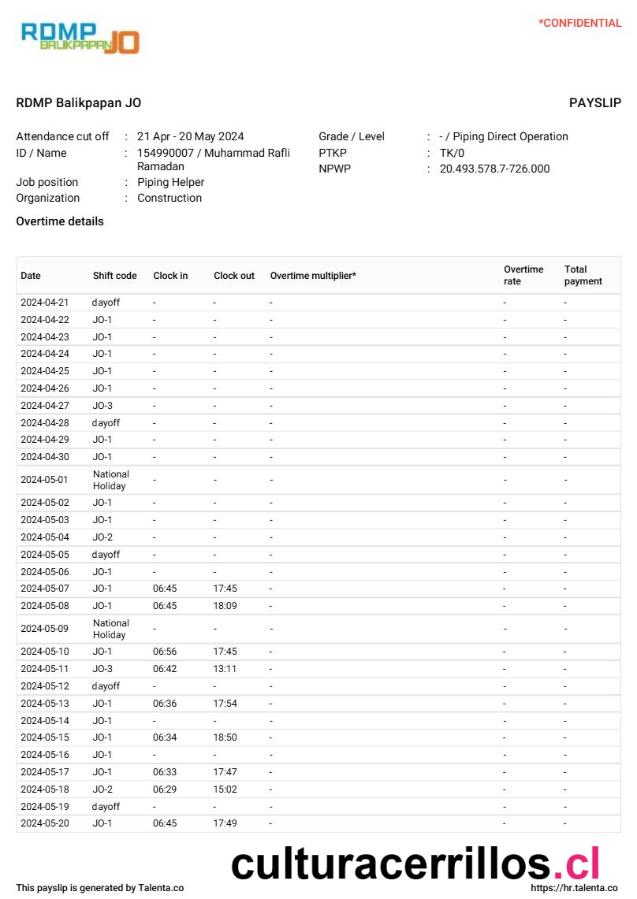 RDMP
BALIKPAPAN JO
*CONFIDENTIAL
RDMP Balikpapan JO PAYSLIP
Attendance cut off : 21 Apr - 20 May 2024 Grade / Level : - / Piping Direct Operation
ID / Name : 154990007 / Muhammad Rafli PTKP : TK/0
Ramadan NPWP : 20.493.578.7-726.000
Job position : Piping Helper
Organization : Construction
Overtime details
Date Shift code Clock in Clock out Overtime multiplier* Overtime rate Total payment
2024-04-21 dayoff - - - - -
2024-04-22 JO-1 - - - - -
2024-04-23 JO-1 - - - - -
2024-04-24 JO-1 - - - - -
2024-04-25 JO-1 - - - - -
2024-04-26 JO-1 - - - - -
2024-04-27 JO-3 - - - - -
2024-04-28 dayoff - - - - -
2024-04-29 JO-1 - - - - -
2024-04-30 JO-1 - - - - -
2024-05-01 National Holiday - - - - -
2024-05-02 JO-1 - - - - -
2024-05-03 JO-1 - - - - -
2024-05-04 JO-2 - - - - -
2024-05-05 dayoff - - - - -
2024-05-06 JO-1 - - - - -
2024-05-07 JO-1 06:45 17:45 - - -
2024-05-08 JO-1 06:45 18:09 - - -
2024-05-09 National Holiday - - - - -
2024-05-10 JO-1 06:56 17:45 - - -
2024-05-11 JO-3 06:42 13:11 - - -
2024-05-12 dayoff - - - - -
2024-05-13 JO-1 06:36 17:54 - - -
2024-05-14 JO-1 - - - - -
2024-05-15 JO-1 06:34 18:50 - - -
2024-05-16 JO-1 - - - - -
2024-05-17 JO-1 06:33 17:47 - - -
2024-05-18 JO-2 06:29 15:02 - - -
2024-05-19 dayoff - - - - -
2024-05-20 JO-1 06:45 17:49 - - -
culturacerrillos.cl
This payslip is generated by Talenta.co https://hr.talenta.co